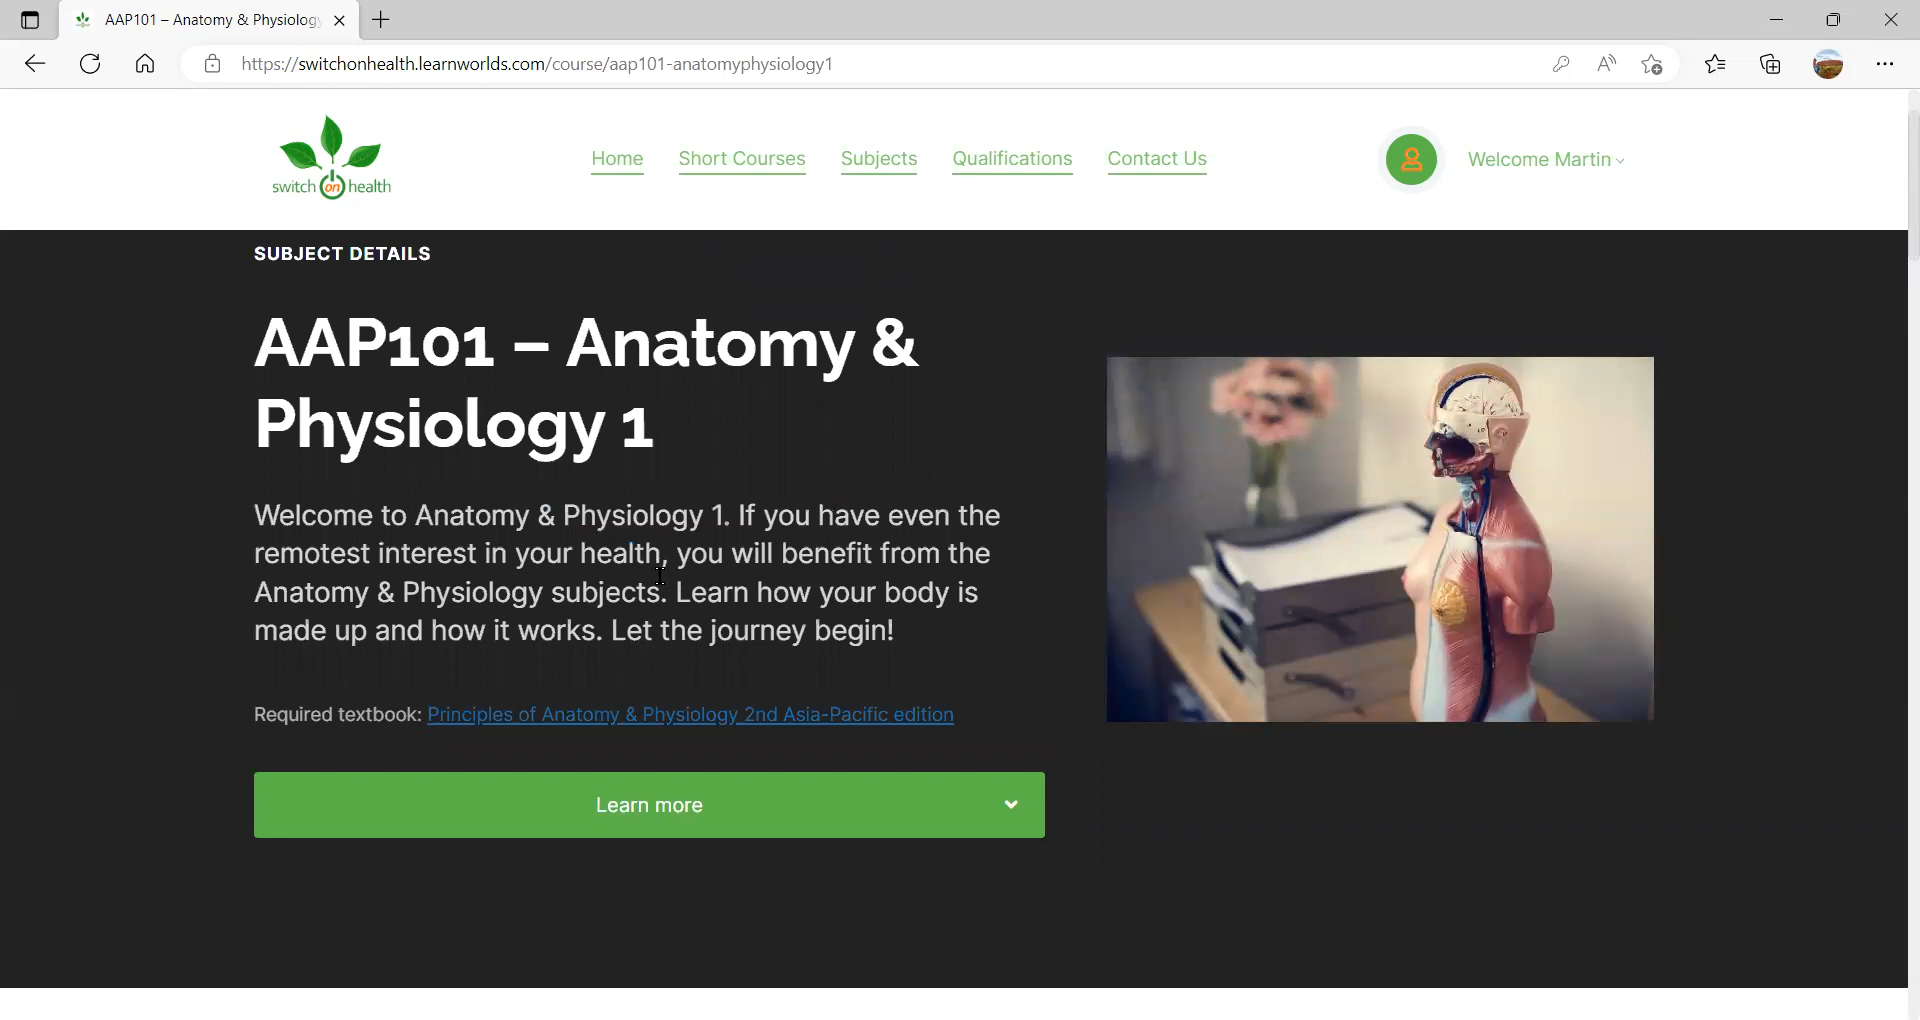 AAP101 – Anatomy & Physiology
https://switchonhealth.learnworlds.com/course/aap101-anatomyphysiology1
switch on health
Home Short Courses Subjects Qualifications Contact Us
Welcome Martin
SUBJECT DETAILS
AAP101 – Anatomy &
Physiology 1
Welcome to Anatomy & Physiology 1. If you have even the
remotest interest in your health, you will benefit from the
Anatomy & Physiology subjects. Learn how your body is
made up and how it works. Let the journey begin!
Required textbook: Principles of Anatomy & Physiology 2nd Asia-Pacific edition
Learn more